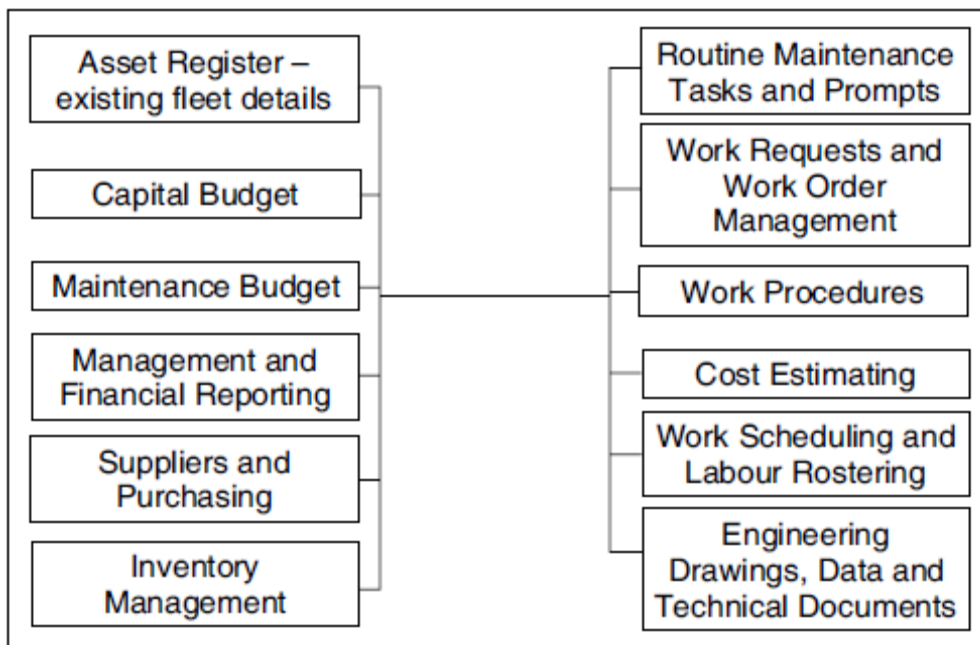 Asset Register –
existing fleet details
Capital Budget
Maintenance Budget
Management and
Financial Reporting
Suppliers and
Purchasing
Inventory
Management
Routine Maintenance
Tasks and Prompts
Work Requests and
Work Order
Management
Work Procedures
Cost Estimating
Work Scheduling and
Labour Rostering
Engineering
Drawings, Data and
Technical Documents